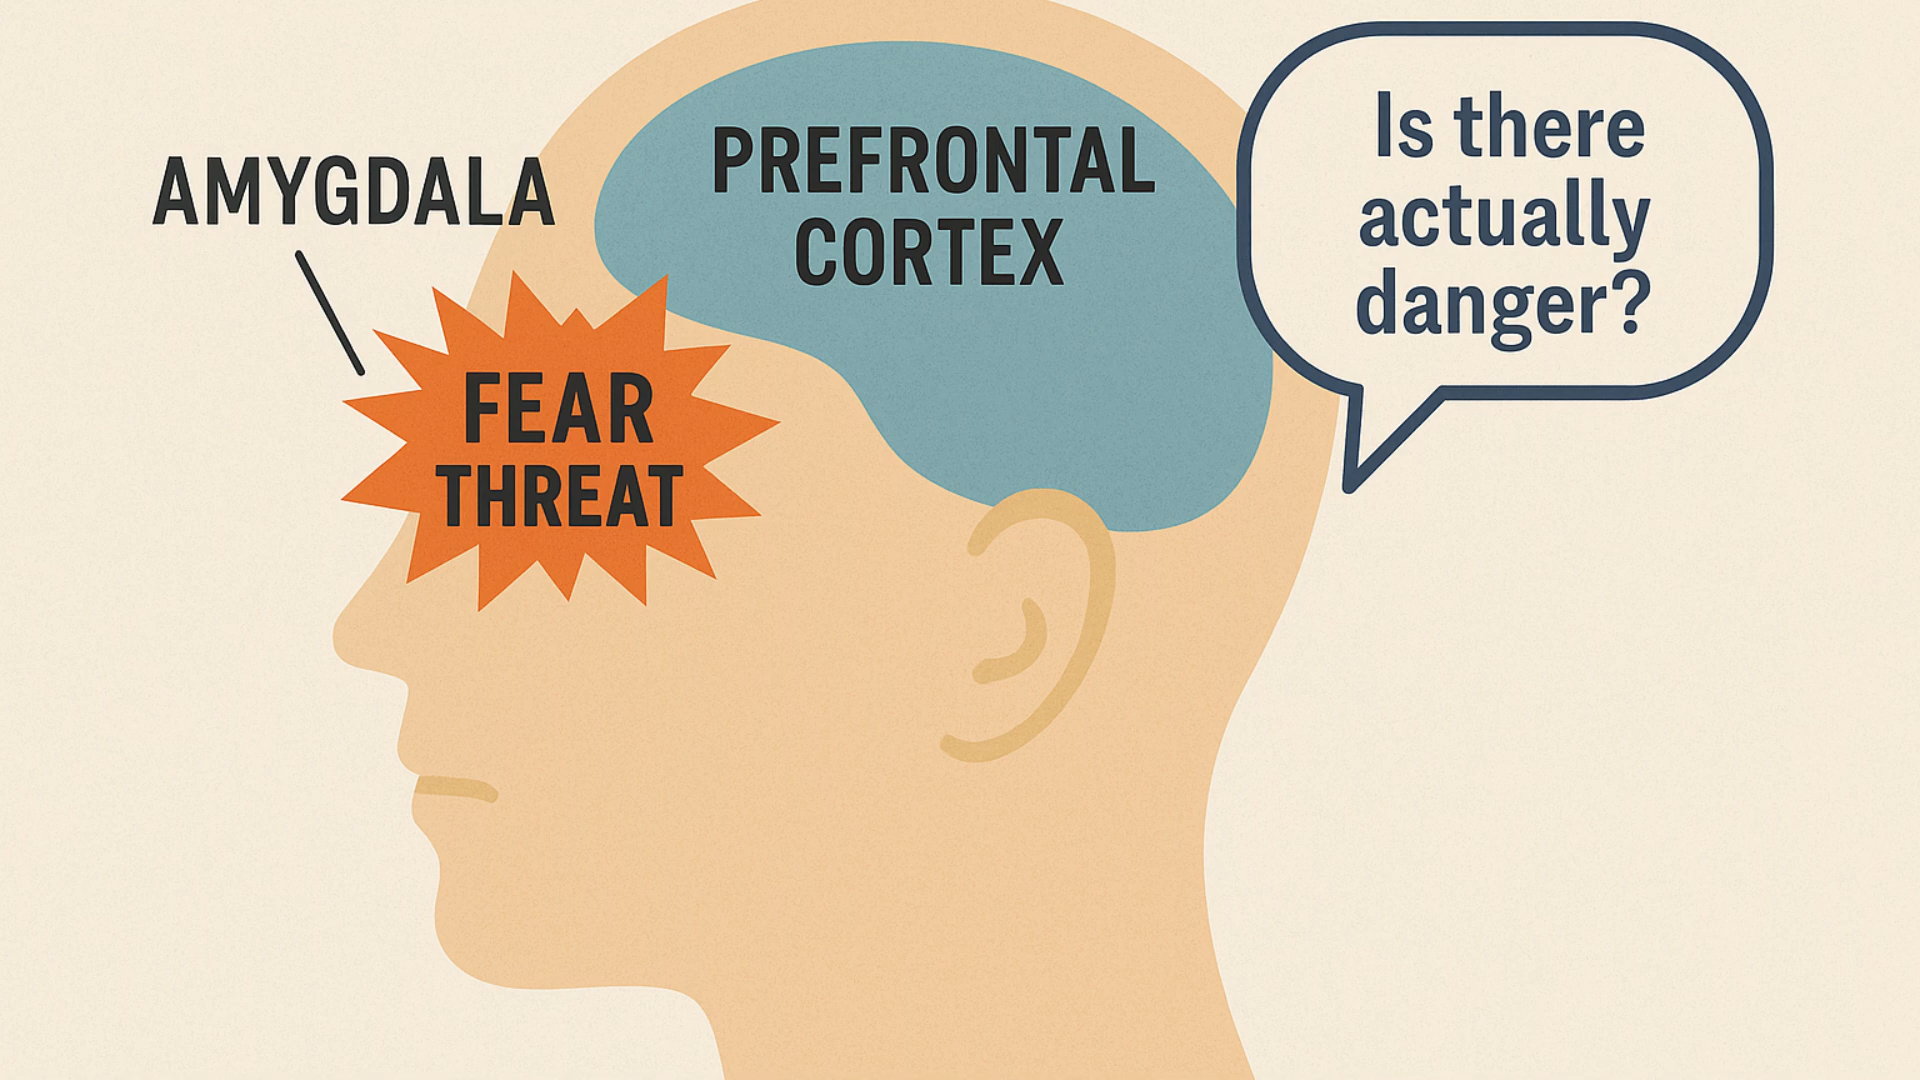 AMYGDALA
PREFRONTAL
CORTEX
FEAR
THREAT
Is there
actually
danger?